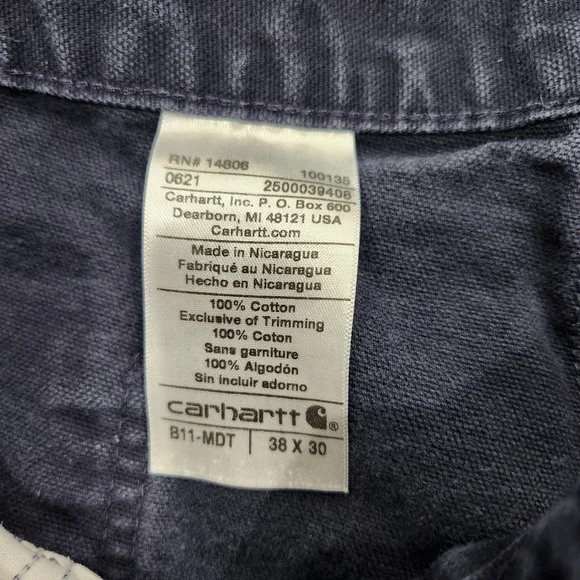 RN# 14806 100135
0621 2500039408
Carhartt, Inc. P. O. Box 600
Dearborn, MI 48121 USA
Carhartt.com
Made in Nicaragua
Fabriqué au Nicaragua
Hecho en Nicaragua
100% Cotton
Exclusive of Trimming
100% Coton
Sans garniture
100% Algodón
Sin incluir adorno
carhartt ®
B11-MDT 38 X 30